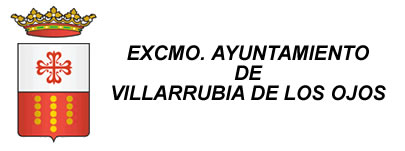 EXCMO. AYUNTAMIENTO
DE
VILLARRUBIA DE LOS OJOS